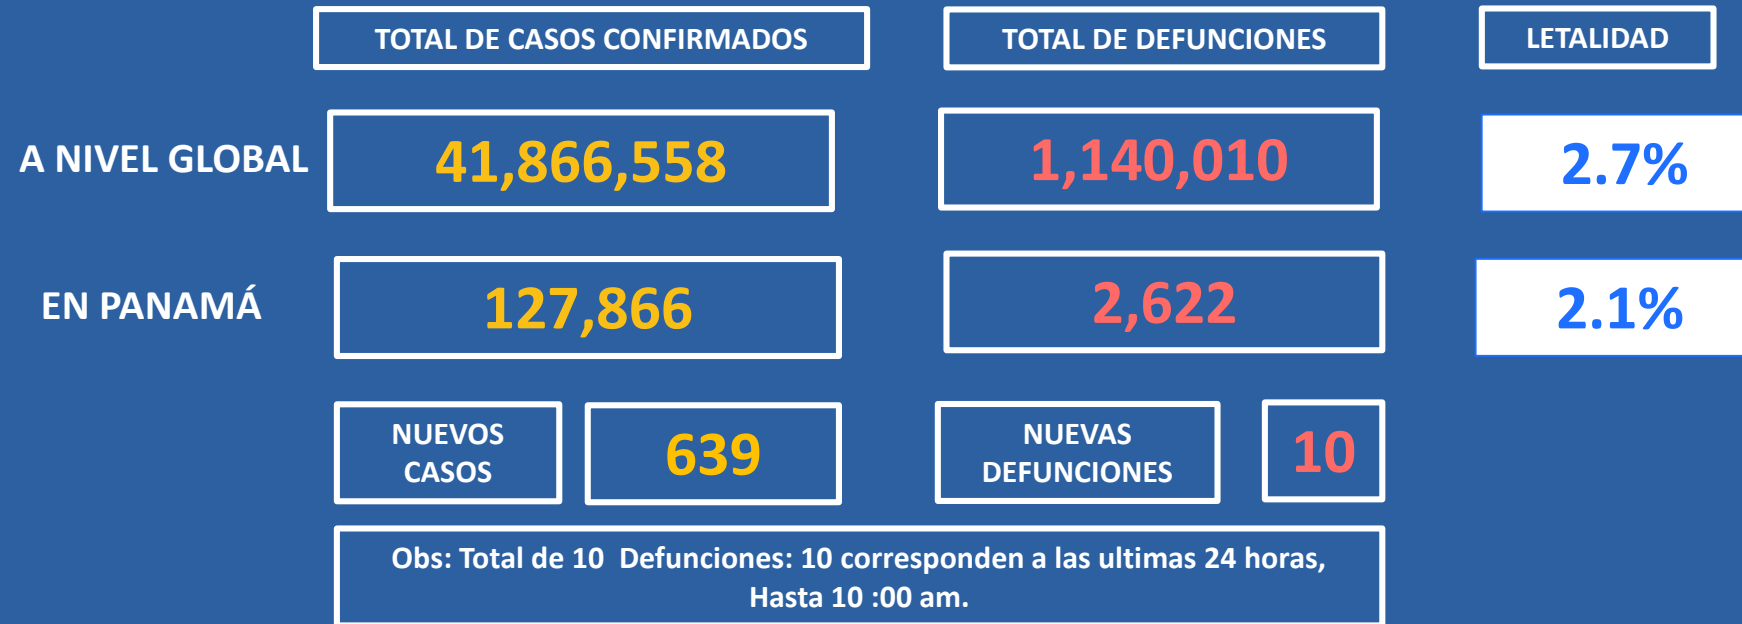 TOTAL DE CASOS CONFIRMADOS
TOTAL DE DEFUNCIONES
LETALIDAD
A NIVEL GLOBAL
41,866,558
1,140,010
2.7%
EN PANAMÁ
127,866
2,622
2.1%
NUEVOS
CASOS
639
NUEVAS
DEFUNCIONES
10
Obs: Total de 10 Defunciones: 10 corresponden a las ultimas 24 horas,
Hasta 10 :00 am.